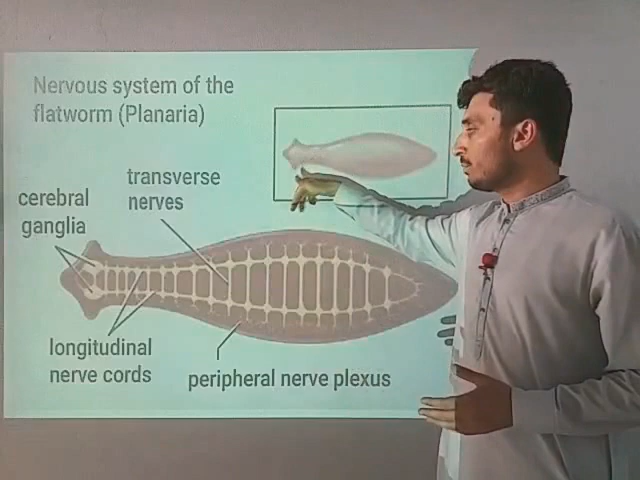 Nervous system of the
flatworm (Planaria)
transverse
nerves
cerebral
ganglia
longitudinal
nerve cords
peripheral nerve plexus